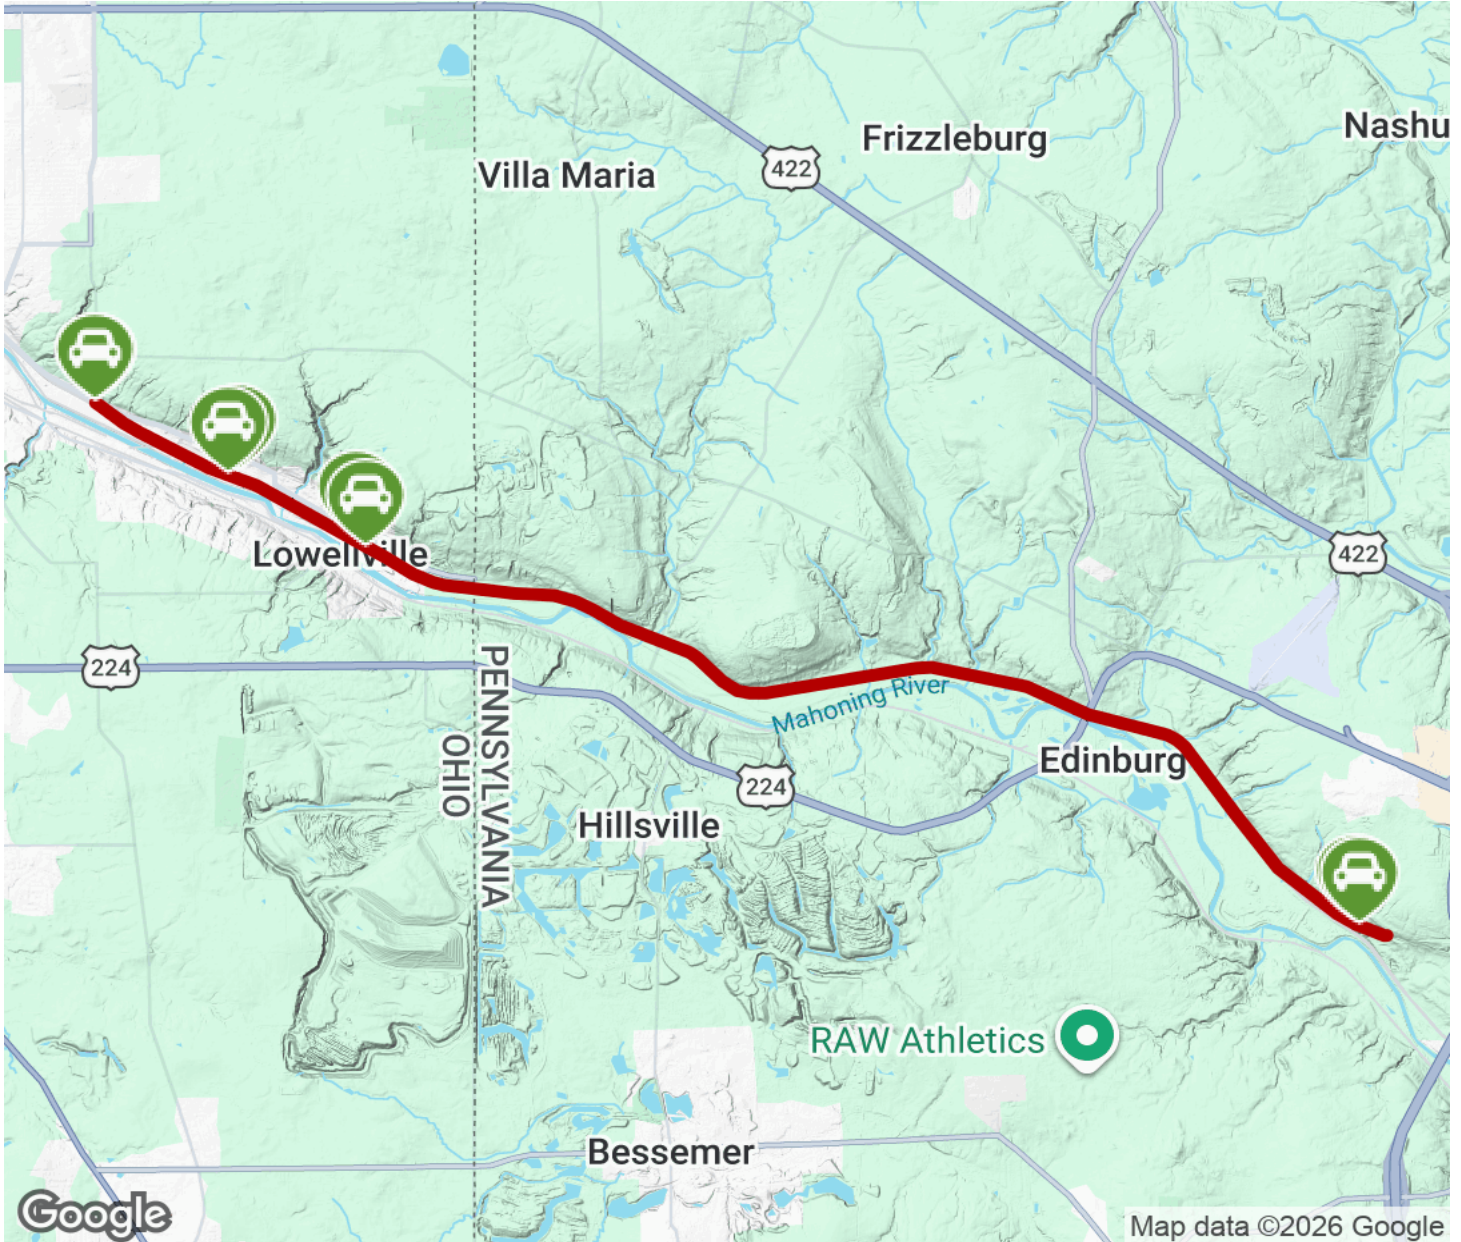 Nashu
Frizzleburg
422
Villa Maria
Lowellville
422
224
PENNSYLVANIA
OHIO
Mahoning River
Edinburg
224
Hillsville
RAW Athletics
Bessemer
Google
Map data ©2026 Google